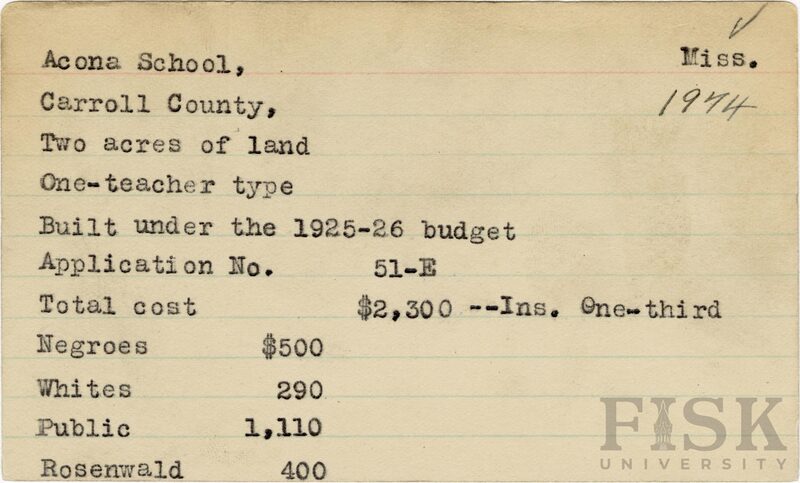 Acona School,
Miss.
Carroll County,
1974
Two acres of land
One-teacher type
Built under the 1925-26 budget
Application No. 51-E
Total cost $2,300 --Ins. One-third
Negroes $500
Whites 290
Public 1,110
Rosenwald 400
FISK
UNIVERSITY